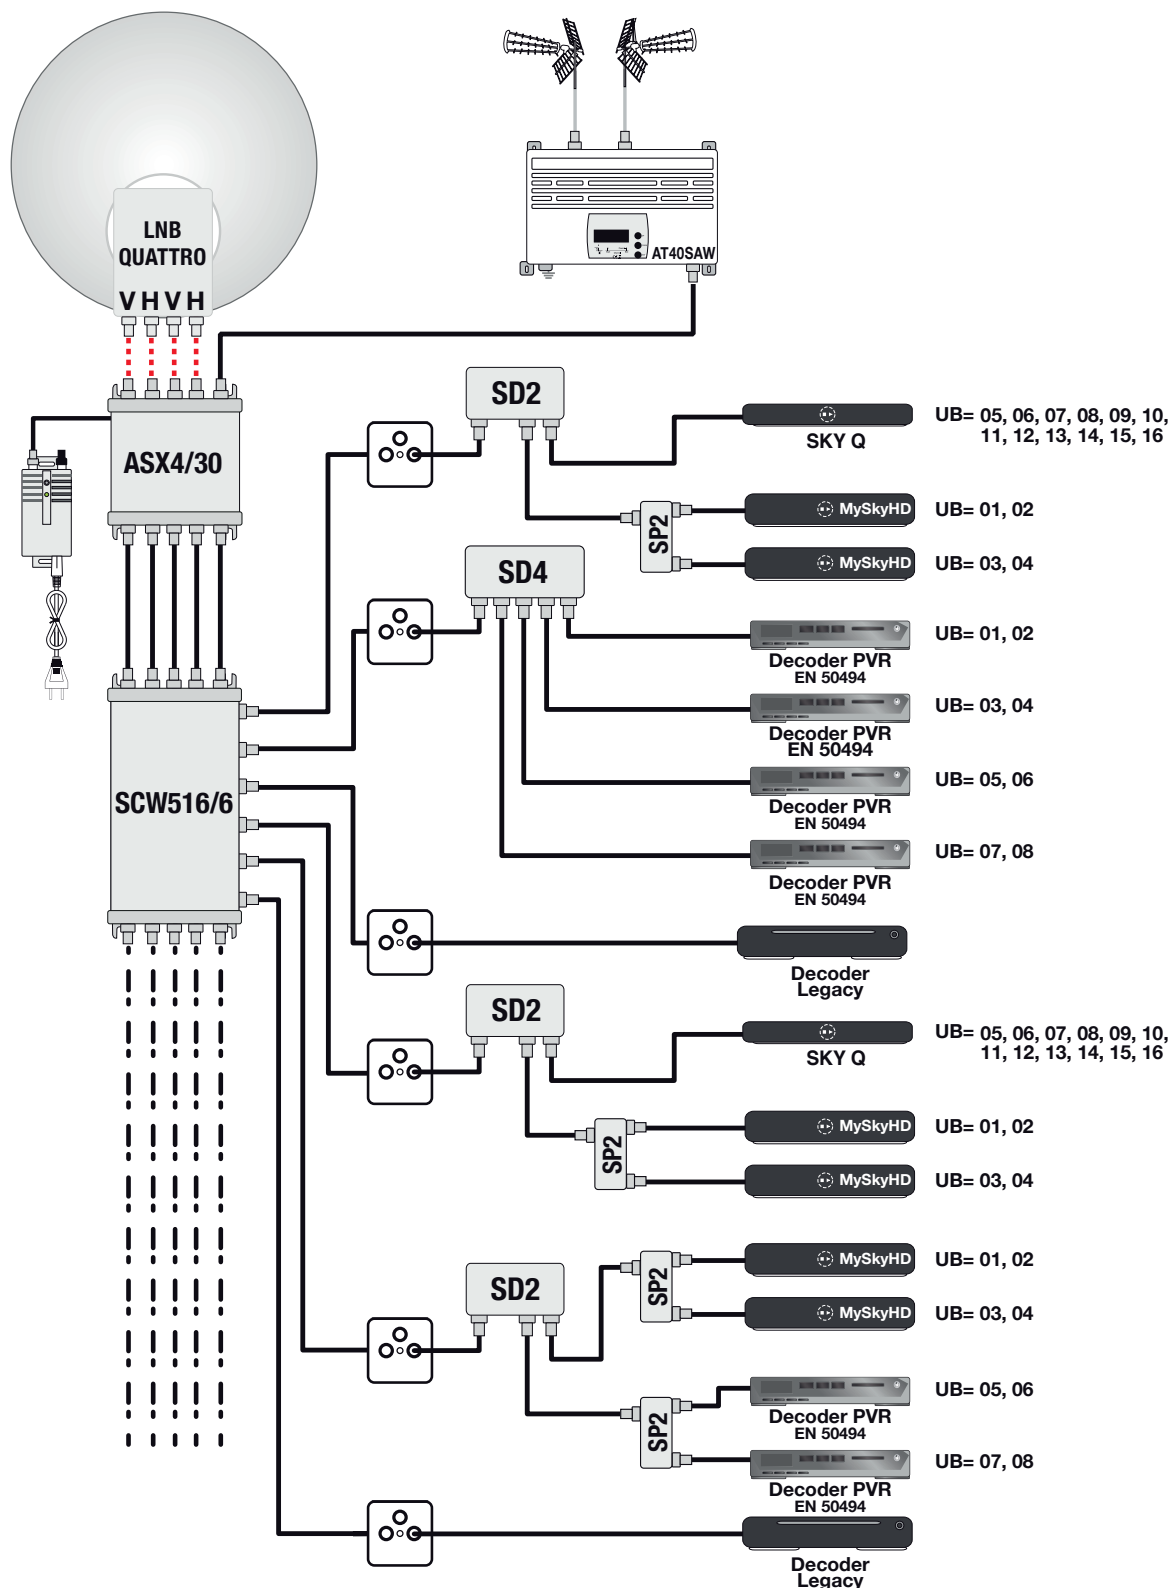 LNB
QUATTRO
V H V H
AT40SAW
ASX4/30
SD2
SKY Q
UB= 05, 06, 07, 08, 09, 10,
11, 12, 13, 14, 15, 16
SP2
MySkyHD
UB= 01, 02
MySkyHD
UB= 03, 04
SD4
Decoder PVR
EN 50494
UB= 01, 02
Decoder PVR
EN 50494
UB= 03, 04
SCW516/6
Decoder PVR
EN 50494
UB= 05, 06
Decoder PVR
EN 50494
UB= 07, 08
Decoder
Legacy
SD2
SKY Q
UB= 05, 06, 07, 08, 09, 10,
11, 12, 13, 14, 15, 16
SP2
MySkyHD
UB= 01, 02
MySkyHD
UB= 03, 04
SD2
SP2
MySkyHD
UB= 01, 02
MySkyHD
UB= 03, 04
SP2
Decoder PVR
EN 50494
UB= 05, 06
Decoder PVR
EN 50494
UB= 07, 08
Decoder
Legacy